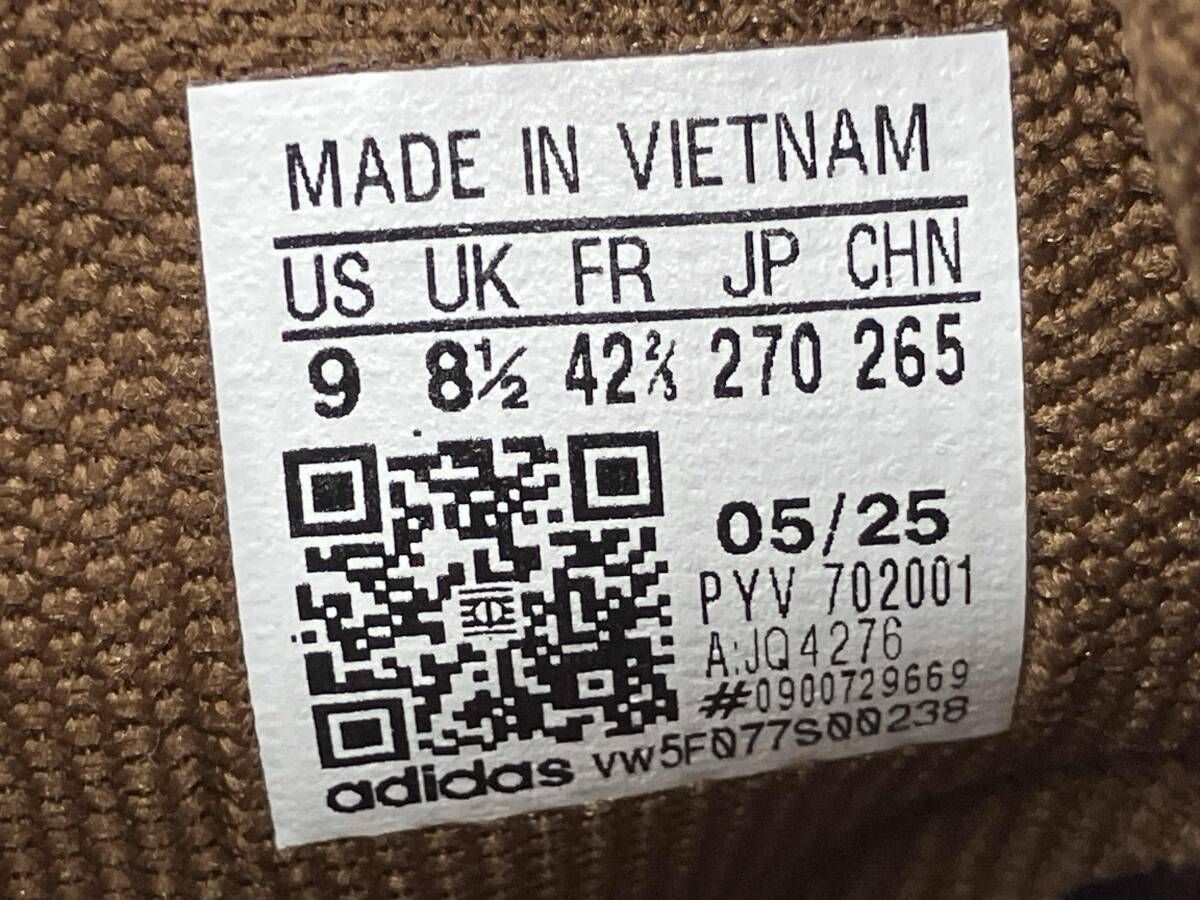 MADE IN VIETNAM
US UK FR JP CHN
9 8½ 42⅔ 270 265
05/25
PYV 702001
A:JQ4276
#0900729669
adidas VW5F077S00238